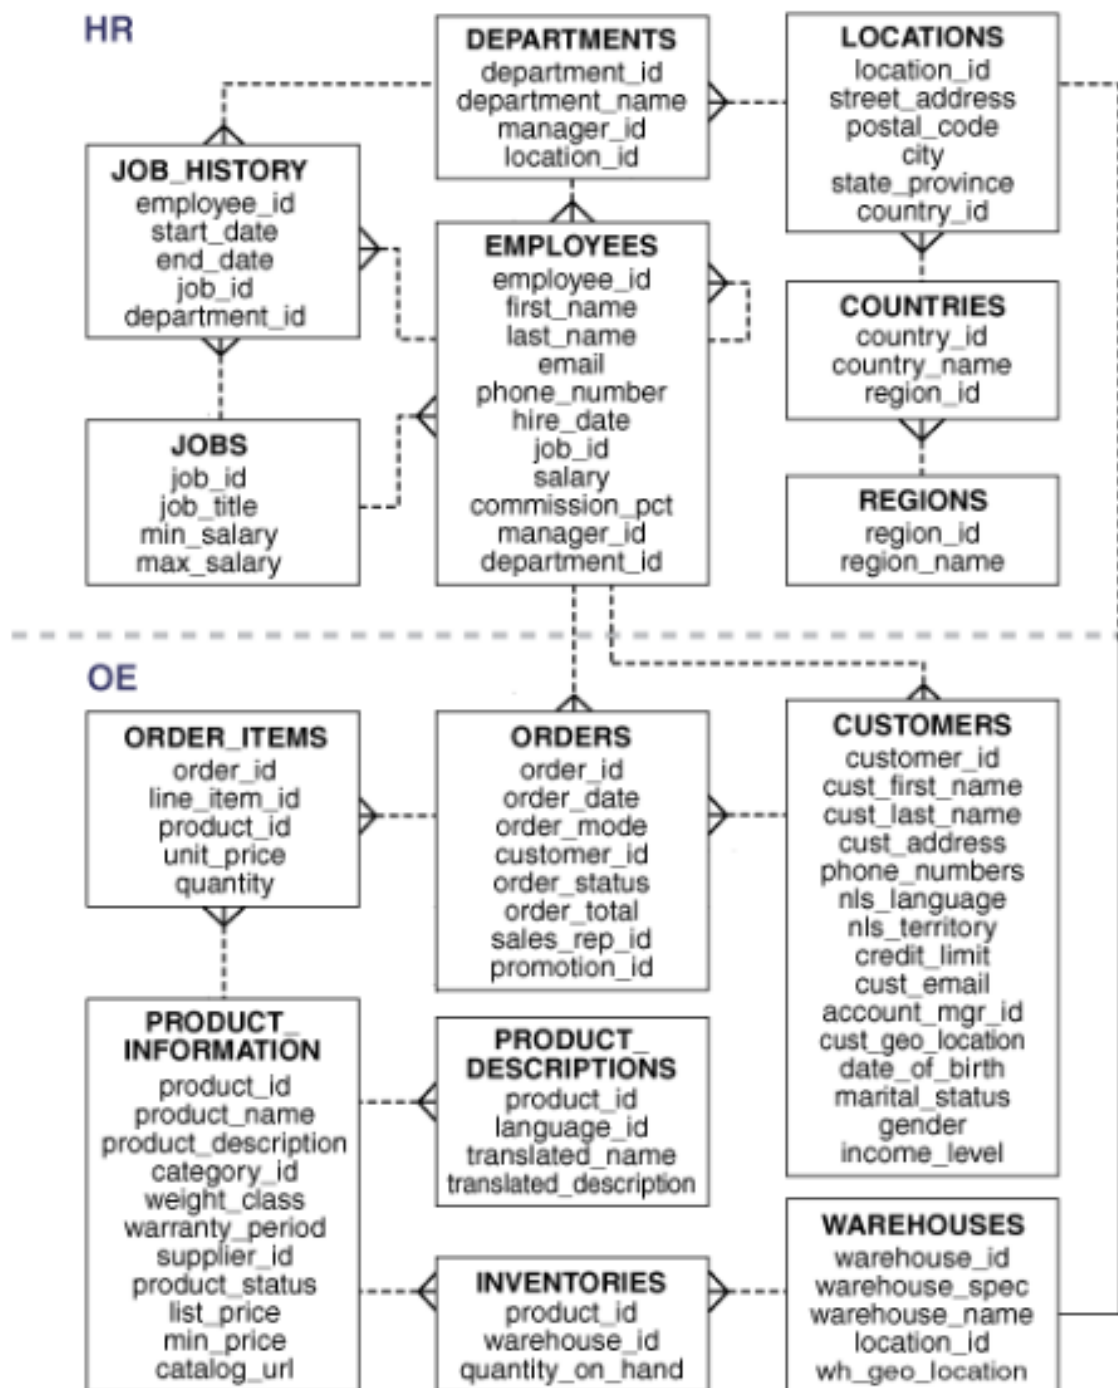 HR
DEPARTMENTS
department_id
department_name
manager_id
location_id
LOCATIONS
location_id
street_address
postal_code
city
state_province
country_id
JOB_HISTORY
employee_id
start_date
end_date
job_id
department_id
EMPLOYEES
employee_id
first_name
last_name
email
phone_number
hire_date
job_id
salary
commission_pct
manager_id
department_id
COUNTRIES
country_id
country_name
region_id
JOBS
job_id
job_title
min_salary
max_salary
REGIONS
region_id
region_name
OE
ORDER_ITEMS
order_id
line_item_id
product_id
unit_price
quantity
ORDERS
order_id
order_date
order_mode
customer_id
order_status
order_total
sales_rep_id
promotion_id
CUSTOMERS
customer_id
cust_first_name
cust_last_name
cust_address
phone_numbers
nls_language
nls_territory
credit_limit
cust_email
account_mgr_id
cust_geo_location
date_of_birth
marital_status
gender
income_level
PRODUCT_
INFORMATION
product_id
product_name
product_description
category_id
weight_class
warranty_period
supplier_id
product_status
list_price
min_price
catalog_url
PRODUCT_
DESCRIPTIONS
product_id
language_id
translated_name
translated_description
INVENTORIES
product_id
warehouse_id
quantity_on_hand
WAREHOUSES
warehouse_id
warehouse_spec
warehouse_name
location_id
wh_geo_location